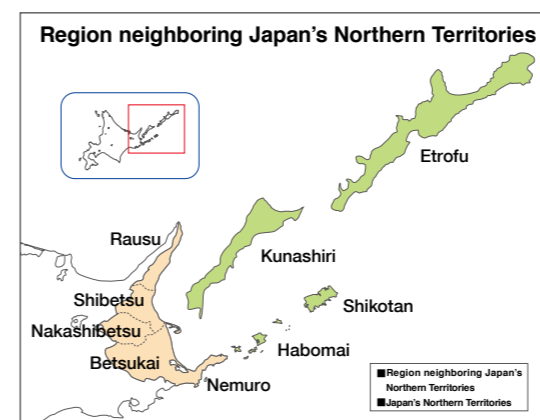 Region neighboring Japan's Northern Territories
Etrofu
Rausu
Kunashiri
Shibetsu
Shikotan
Nakashibetsu
Habomai
Betsukai
Nemuro
■Region neighboring Japan's
Northern Territories
■Japan's Northern Territories